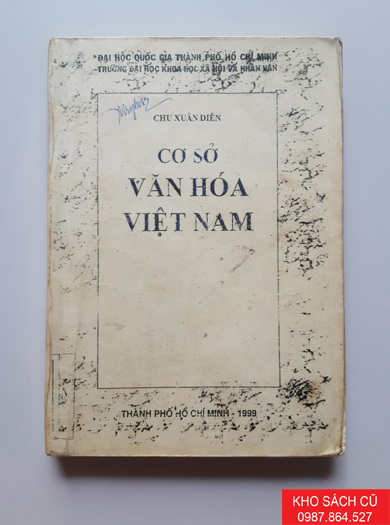 ĐẠI HỌC QUỐC GIA THÀNH PHỐ HỒ CHÍ MINH
TRƯỜNG ĐẠI HỌC KHOA HỌC XÃ HỘI VÀ NHÂN VĂN
CHU XUÂN DIÊN
CƠ SỞ
VĂN HÓA
VIỆT NAM
THÀNH PHỐ HỒ CHÍ MINH - 1999
KHO SÁCH CŨ
0987.864.527